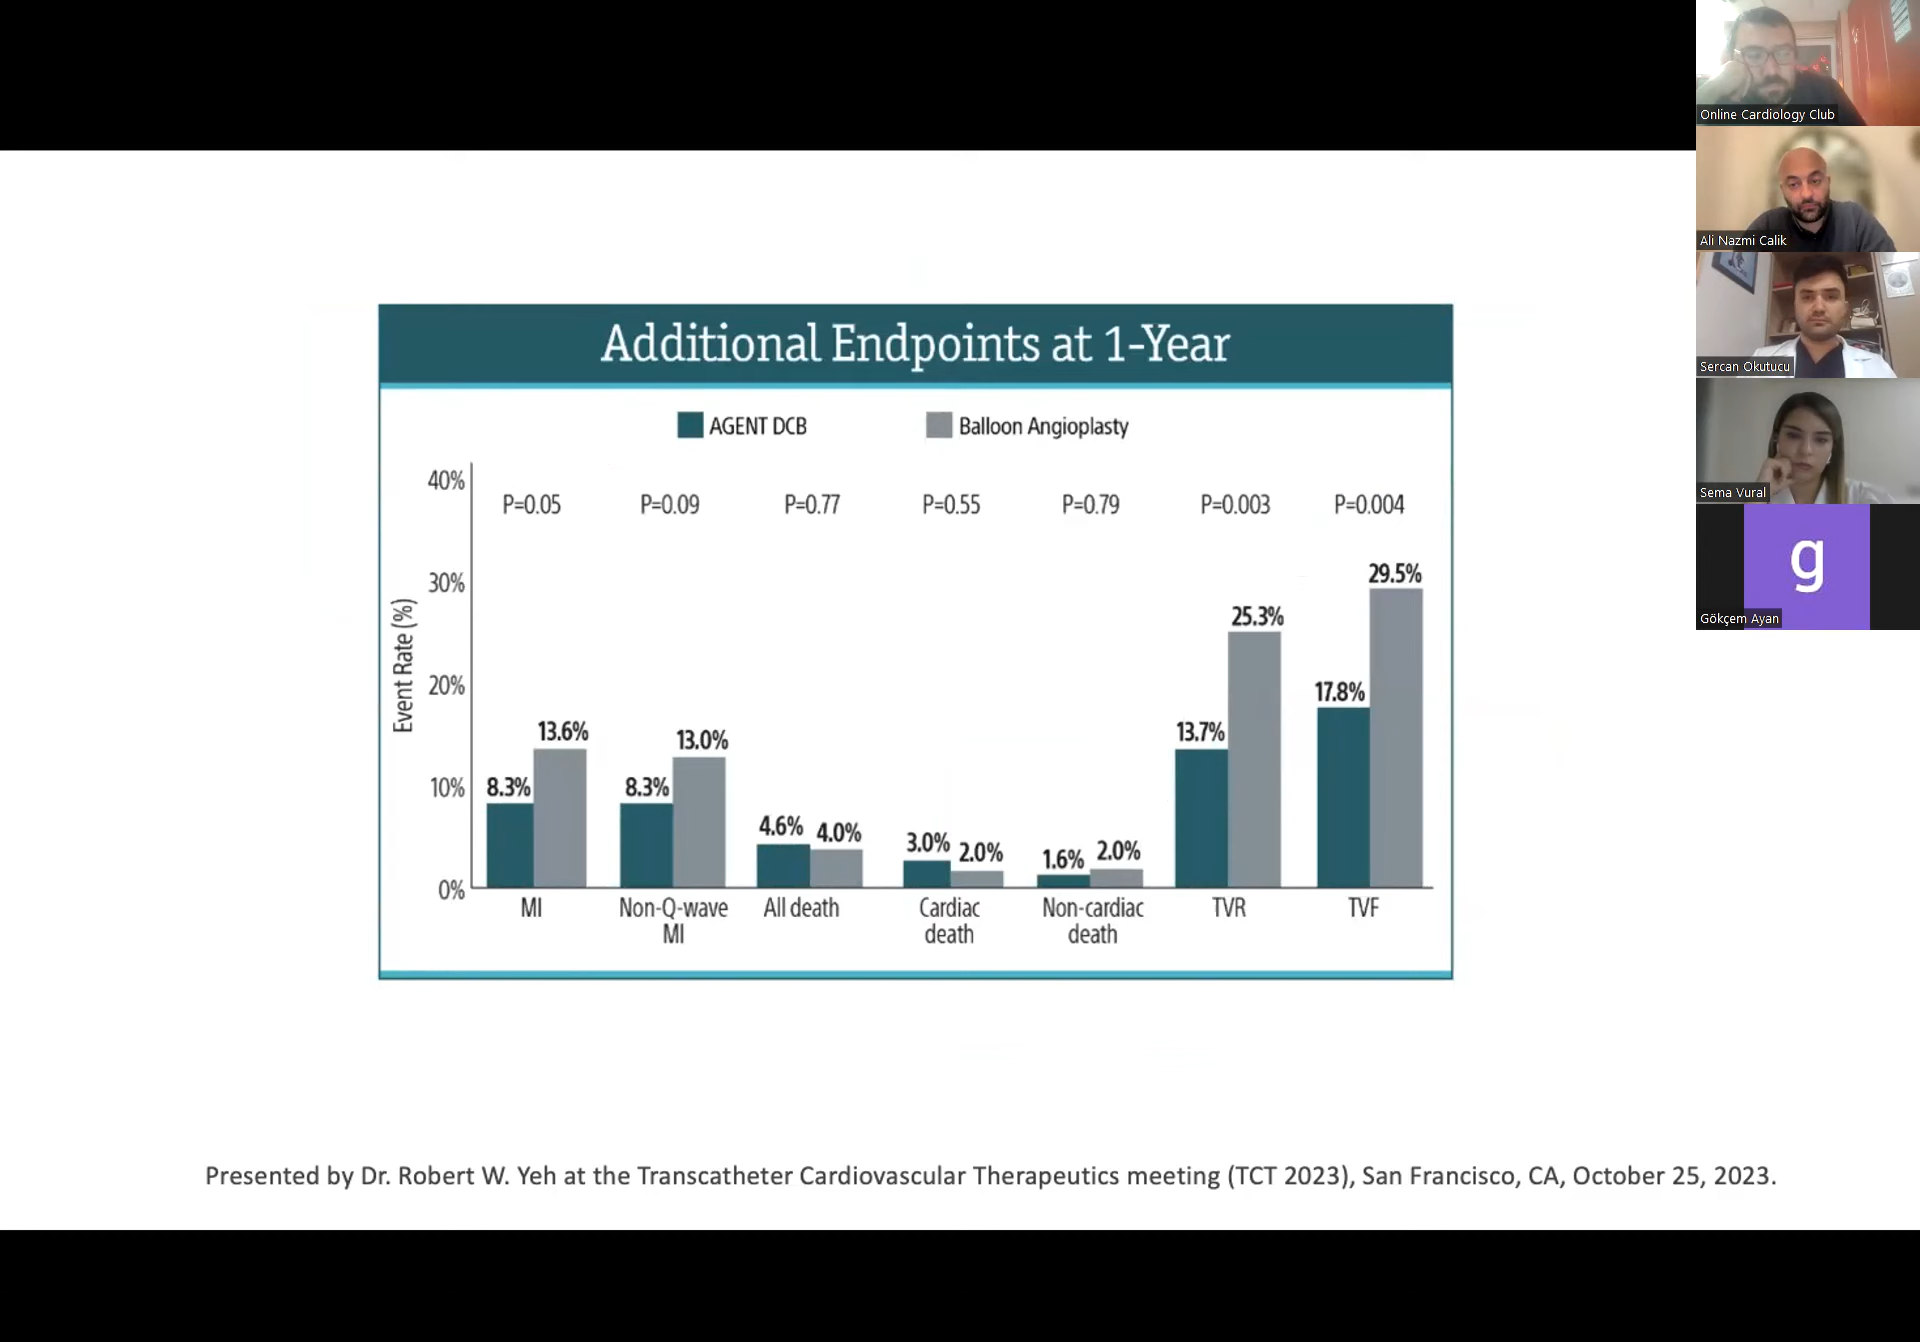 Additional Endpoints at 1-Year
AGENT DCB
Balloon Angioplasty
Event Rate (%)
40%
30%
20%
10%
0%
P=0.05
P=0.09
P=0.77
P=0.55
P=0.79
P=0.003
P=0.004
8.3%
13.6%
8.3%
13.0%
4.6%
4.0%
3.0%
2.0%
1.6%
2.0%
13.7%
25.3%
17.8%
29.5%
MI
Non-Q-wave
MI
All death
Cardiac
death
Non-cardiac
death
TVR
TVF
Presented by Dr. Robert W. Yeh at the Transcatheter Cardiovascular Therapeutics meeting (TCT 2023), San Francisco, CA, October 25, 2023.
Online Cardiology Club
Ali Nazmi Calik
Sercan Okutucu
Sema Vural
g
Gökçem Ayan